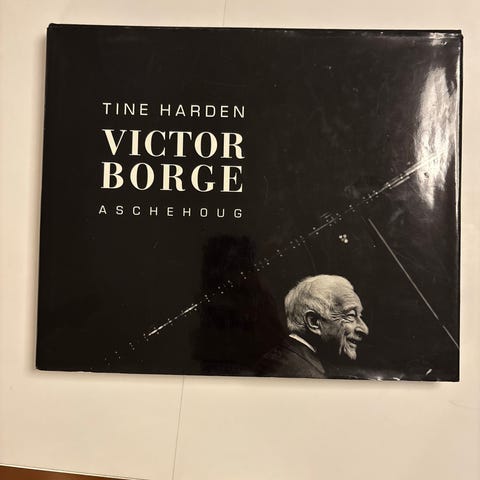 TINE HARDEN
VICTOR
BORGE
ASCHEHOUG